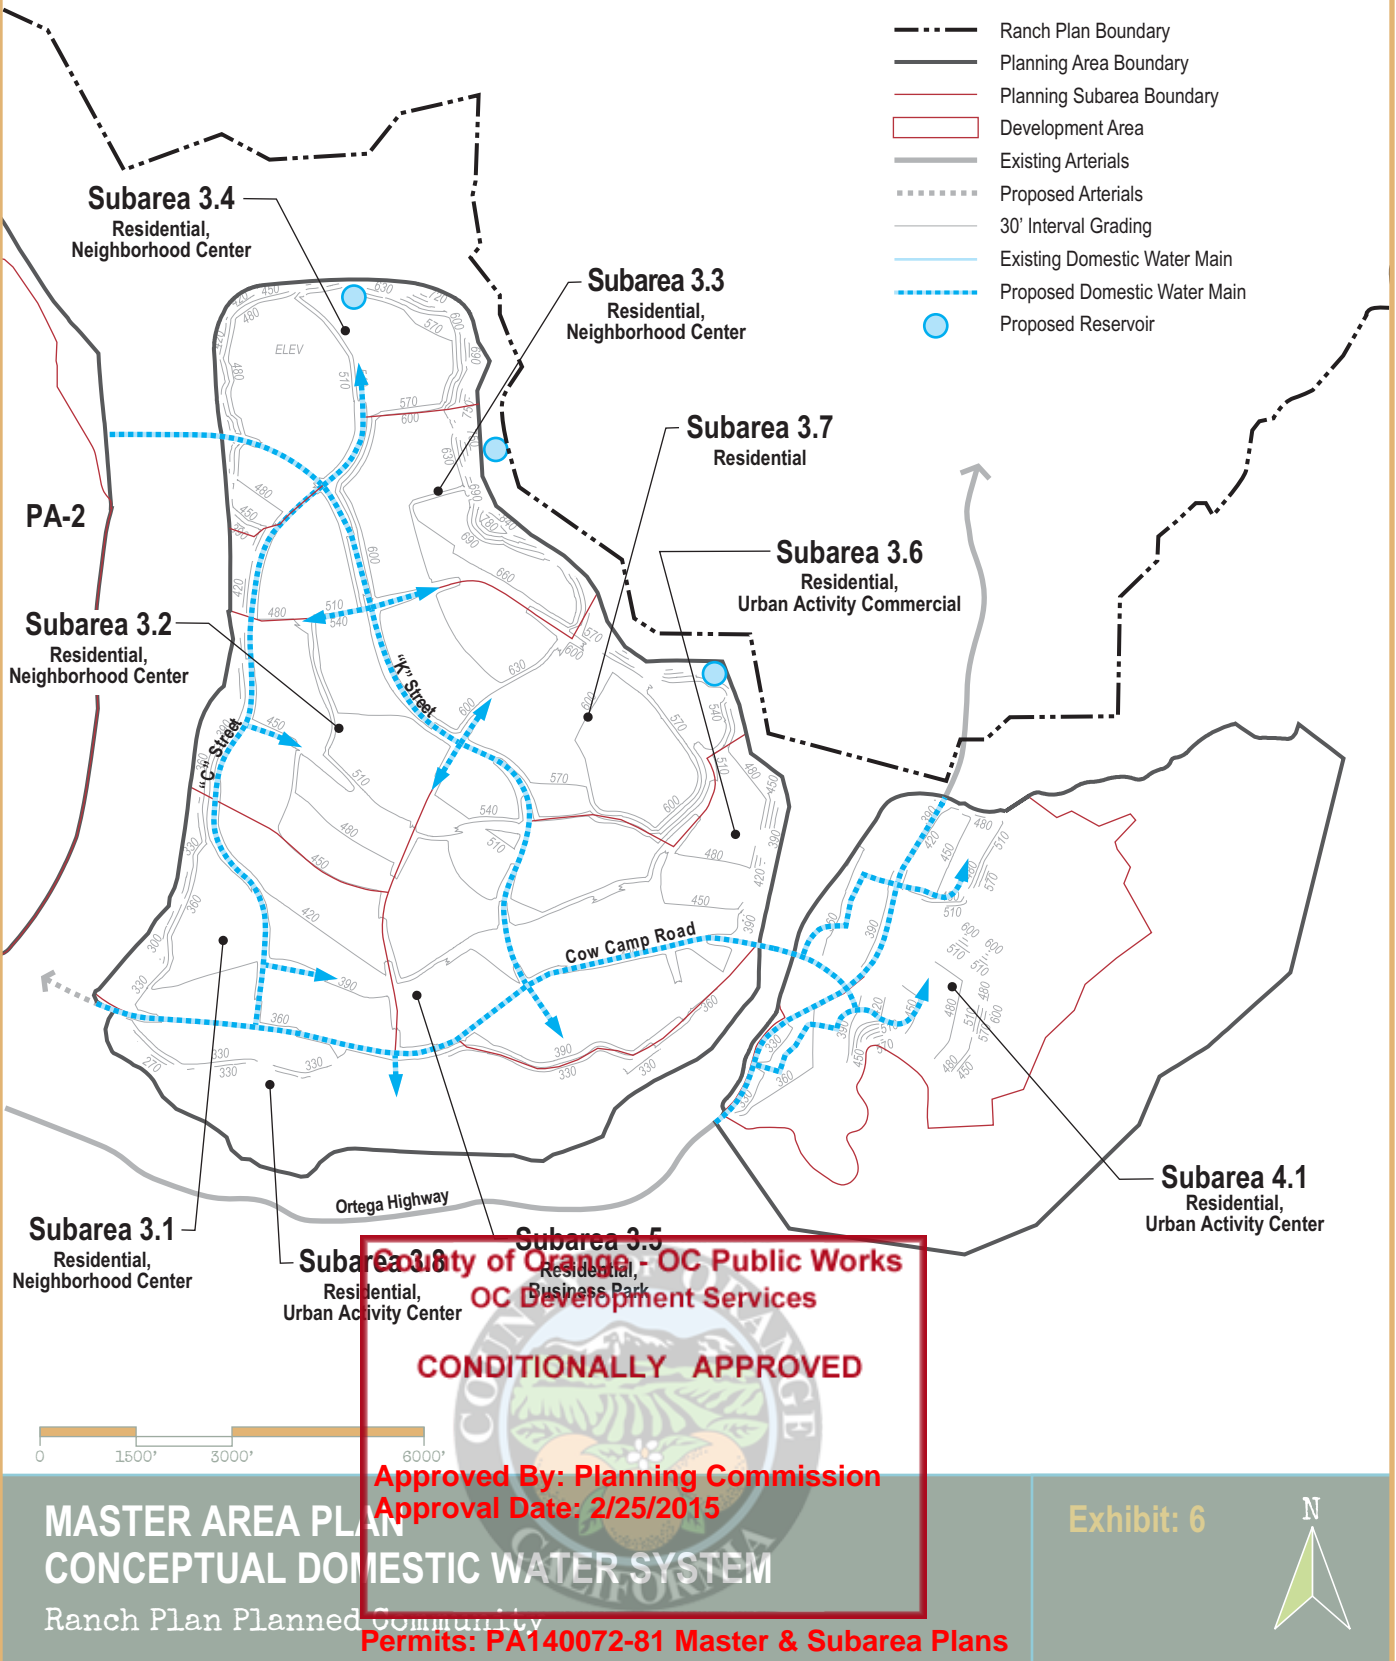 Ranch Plan Boundary
Planning Area Boundary
Planning Subarea Boundary
Development Area
Existing Arterials
Proposed Arterials
30' Interval Grading
Existing Domestic Water Main
Proposed Domestic Water Main
Proposed Reservoir
Subarea 3.4
Residential,
Neighborhood Center
Subarea 3.3
Residential,
Neighborhood Center
ELEV
Subarea 3.7
Residential
PA-2
Subarea 3.6
Residential,
Urban Activity Commercial
Subarea 3.2
Residential,
Neighborhood Center
"K" Street
"C" Street
Cow Camp Road
Ortega Highway
Subarea 4.1
Residential,
Urban Activity Center
Subarea 3.1
Residential,
Neighborhood Center
Subarea 3.8
Residential,
Urban Activity Center
Subarea 3.5
Residential,
Business Park
County of Orange - OC Public Works
OC Development Services
CONDITIONALLY APPROVED
COUNTY OF ORANGE
CALIFORNIA
Approved By: Planning Commission
Approval Date: 2/25/2015
0 1500' 3000' 6000'
MASTER AREA PLAN
CONCEPTUAL DOMESTIC WATER SYSTEM
Ranch Plan Planned Community
Exhibit: 6
N
Permits: PA140072-81 Master & Subarea Plans